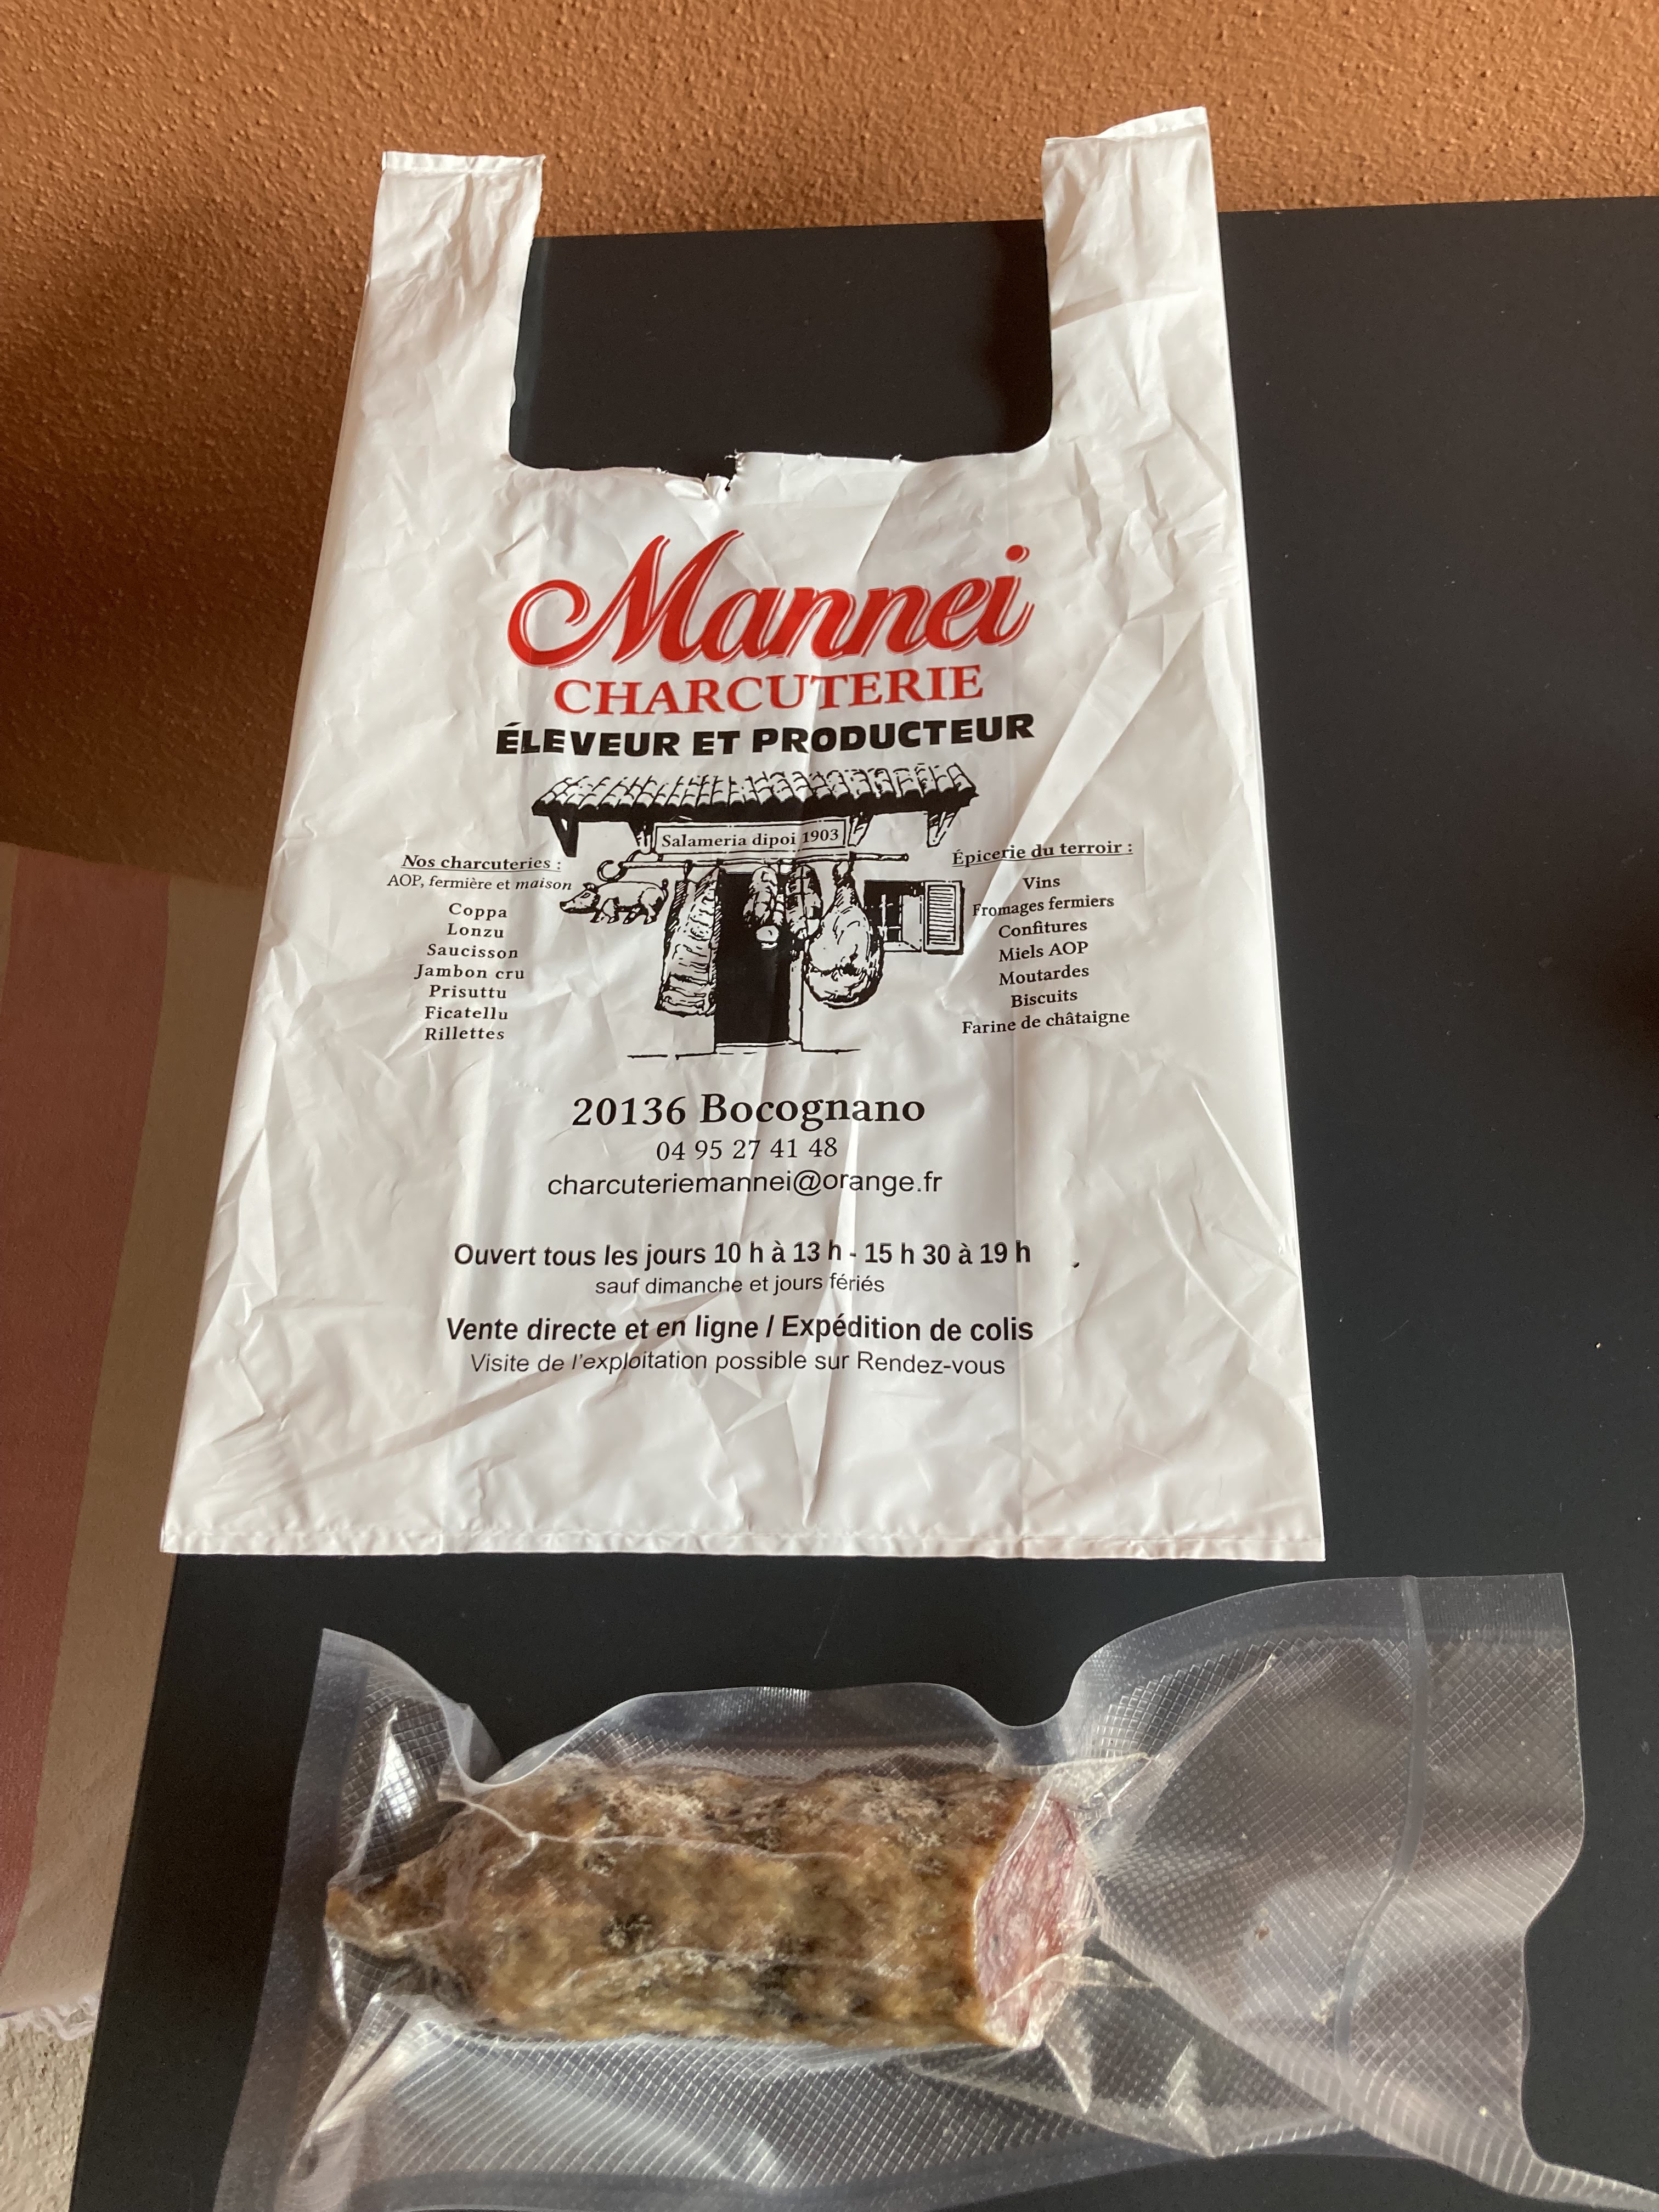 Mannei
CHARCUTERIE
ÉLEVEUR ET PRODUCTEUR
Salameria dipoi 1903
Nos charcuteries :
AOP, fermière et maison
Coppa
Lonzu
Saucisson
Jambon cru
Prisuttu
Ficatellu
Rillettes
Épicerie du terroir :
Vins
Fromages fermiers
Confitures
Miels AOP
Moutardes
Biscuits
Farine de châtaigne
20136 Bocognano
04 95 27 41 48
charcuteriemannei@orange.fr
Ouvert tous les jours 10 h à 13 h - 15 h 30 à 19 h
sauf dimanche et jours fériés
Vente directe et en ligne / Expédition de colis
Visite de l'exploitation possible sur Rendez-vous